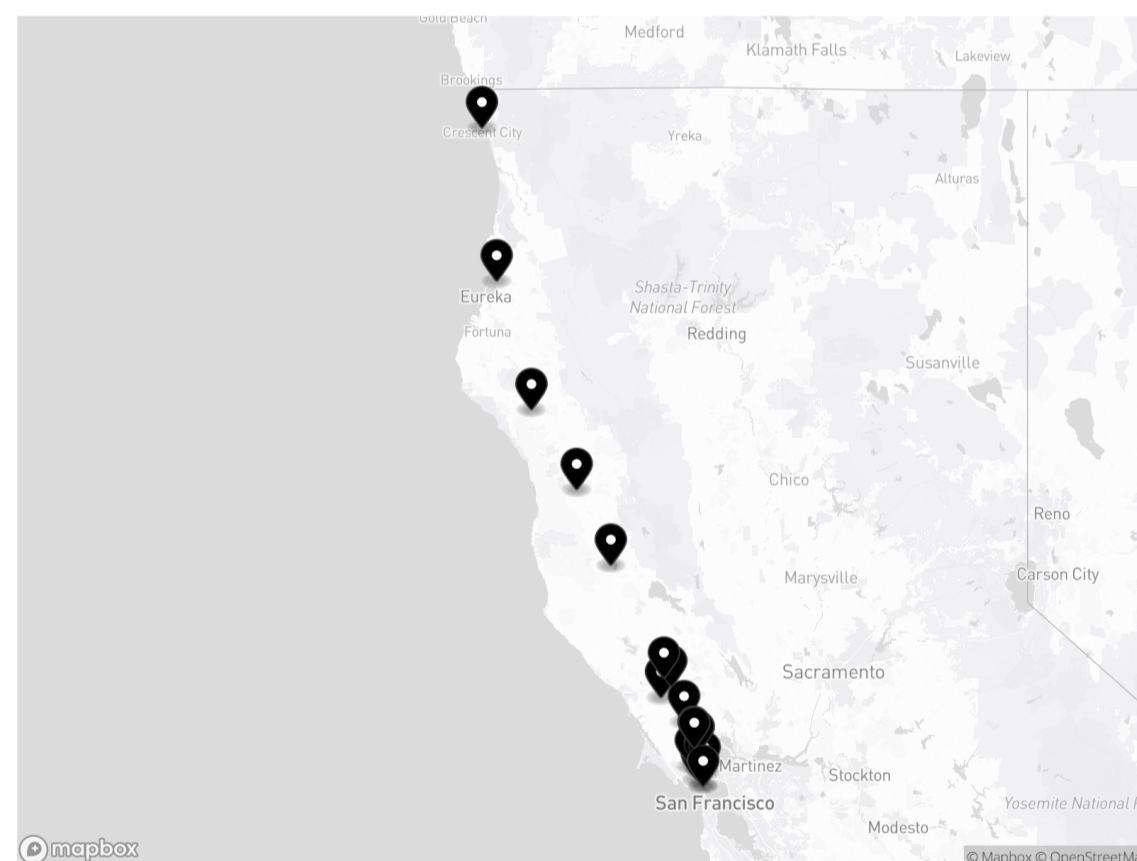 Gold Beach
Medford
Klamath Falls
Lakeview
Brookings
Crescent City
Yreka
Alturas
Shasta-Trinity
National Forest
Eureka
Fortuna
Redding
Susanville
Chico
Reno
Marysville
Carson City
Sacramento
Martinez
Stockton
San Francisco
Yosemite National
Modesto
mapbox
© Mapbox © OpenStreetMa